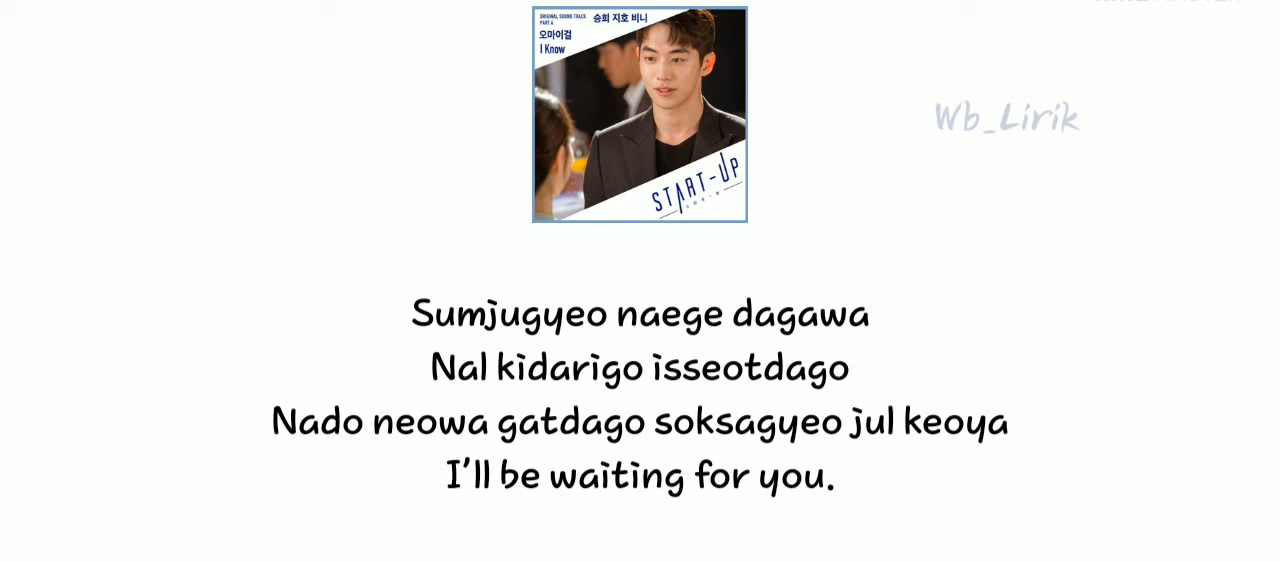 ORIGINAL SOUND TRACK
PART 4
승희 지호 비니
오마이걸
I Know
START-UP
Wb_Lirik
Sumjugyeo naege dagawa
Nal kidarigo isseotdago
Nado neowa gatdago soksagyeo jul keoya
I'll be waiting for you.